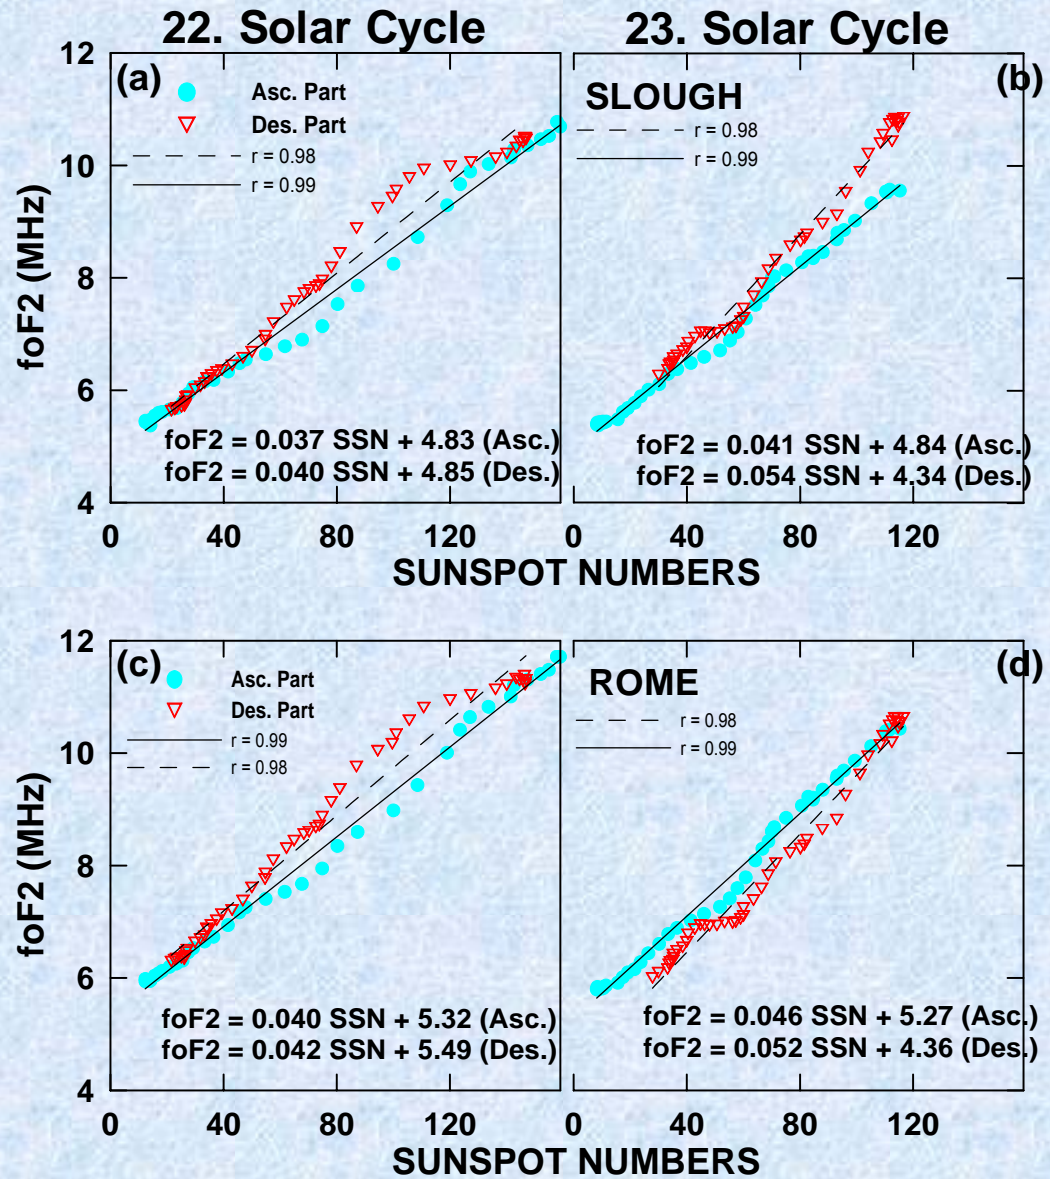 22. Solar Cycle
23. Solar Cycle
12
10
8
6
4
foF2 (MHz)
(a)
Asc. Part
Des. Part
r = 0.98
r = 0.99
foF2 = 0.037 SSN + 4.83 (Asc.)
foF2 = 0.040 SSN + 4.85 (Des.)
(b)
SLOUGH
r = 0.98
r = 0.99
foF2 = 0.041 SSN + 4.84 (Asc.)
foF2 = 0.054 SSN + 4.34 (Des.)
0 40 80 120 0 40 80 120
SUNSPOT NUMBERS
12
10
8
6
4
foF2 (MHz)
(c)
Asc. Part
Des. Part
r = 0.99
r = 0.98
foF2 = 0.040 SSN + 5.32 (Asc.)
foF2 = 0.042 SSN + 5.49 (Des.)
(d)
ROME
r = 0.98
r = 0.99
foF2 = 0.046 SSN + 5.27 (Asc.)
foF2 = 0.052 SSN + 4.36 (Des.)
0 40 80 120 0 40 80 120
SUNSPOT NUMBERS